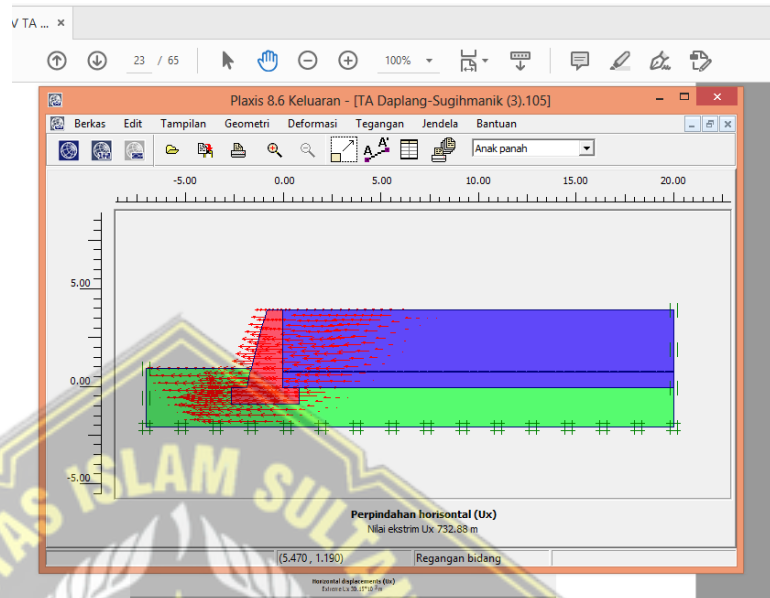 V TA ... ×
23 / 65 100%
Plaxis 8.6 Keluaran - [TA Daplang-Sugihmanik (3).105]
Berkas Edit Tampilan Geometri Deformasi Tegangan Jendela Bantuan
Anak panah
-5.00 0.00 5.00 10.00 15.00 20.00
5.00
0.00
-5.00
AS ISLAM SULTAN
Perpindahan horisontal (Ux)
Nilai ekstrim Ux 732.88 m
(5.470 , 1.190) Regangan bidang
Horizontal displacements (Ux)